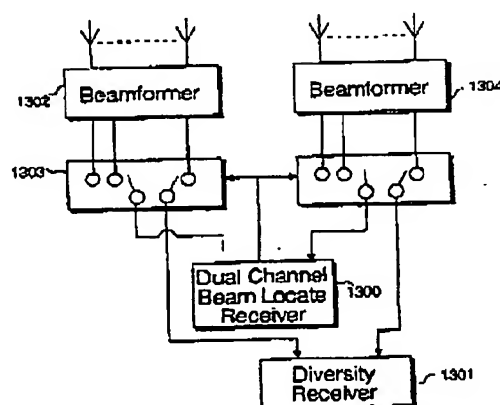 1302
Beamformer
Beamformer
1304
1303
Dual Channel
Beam Locate
Receiver
1300
Diversity
Receiver
1301